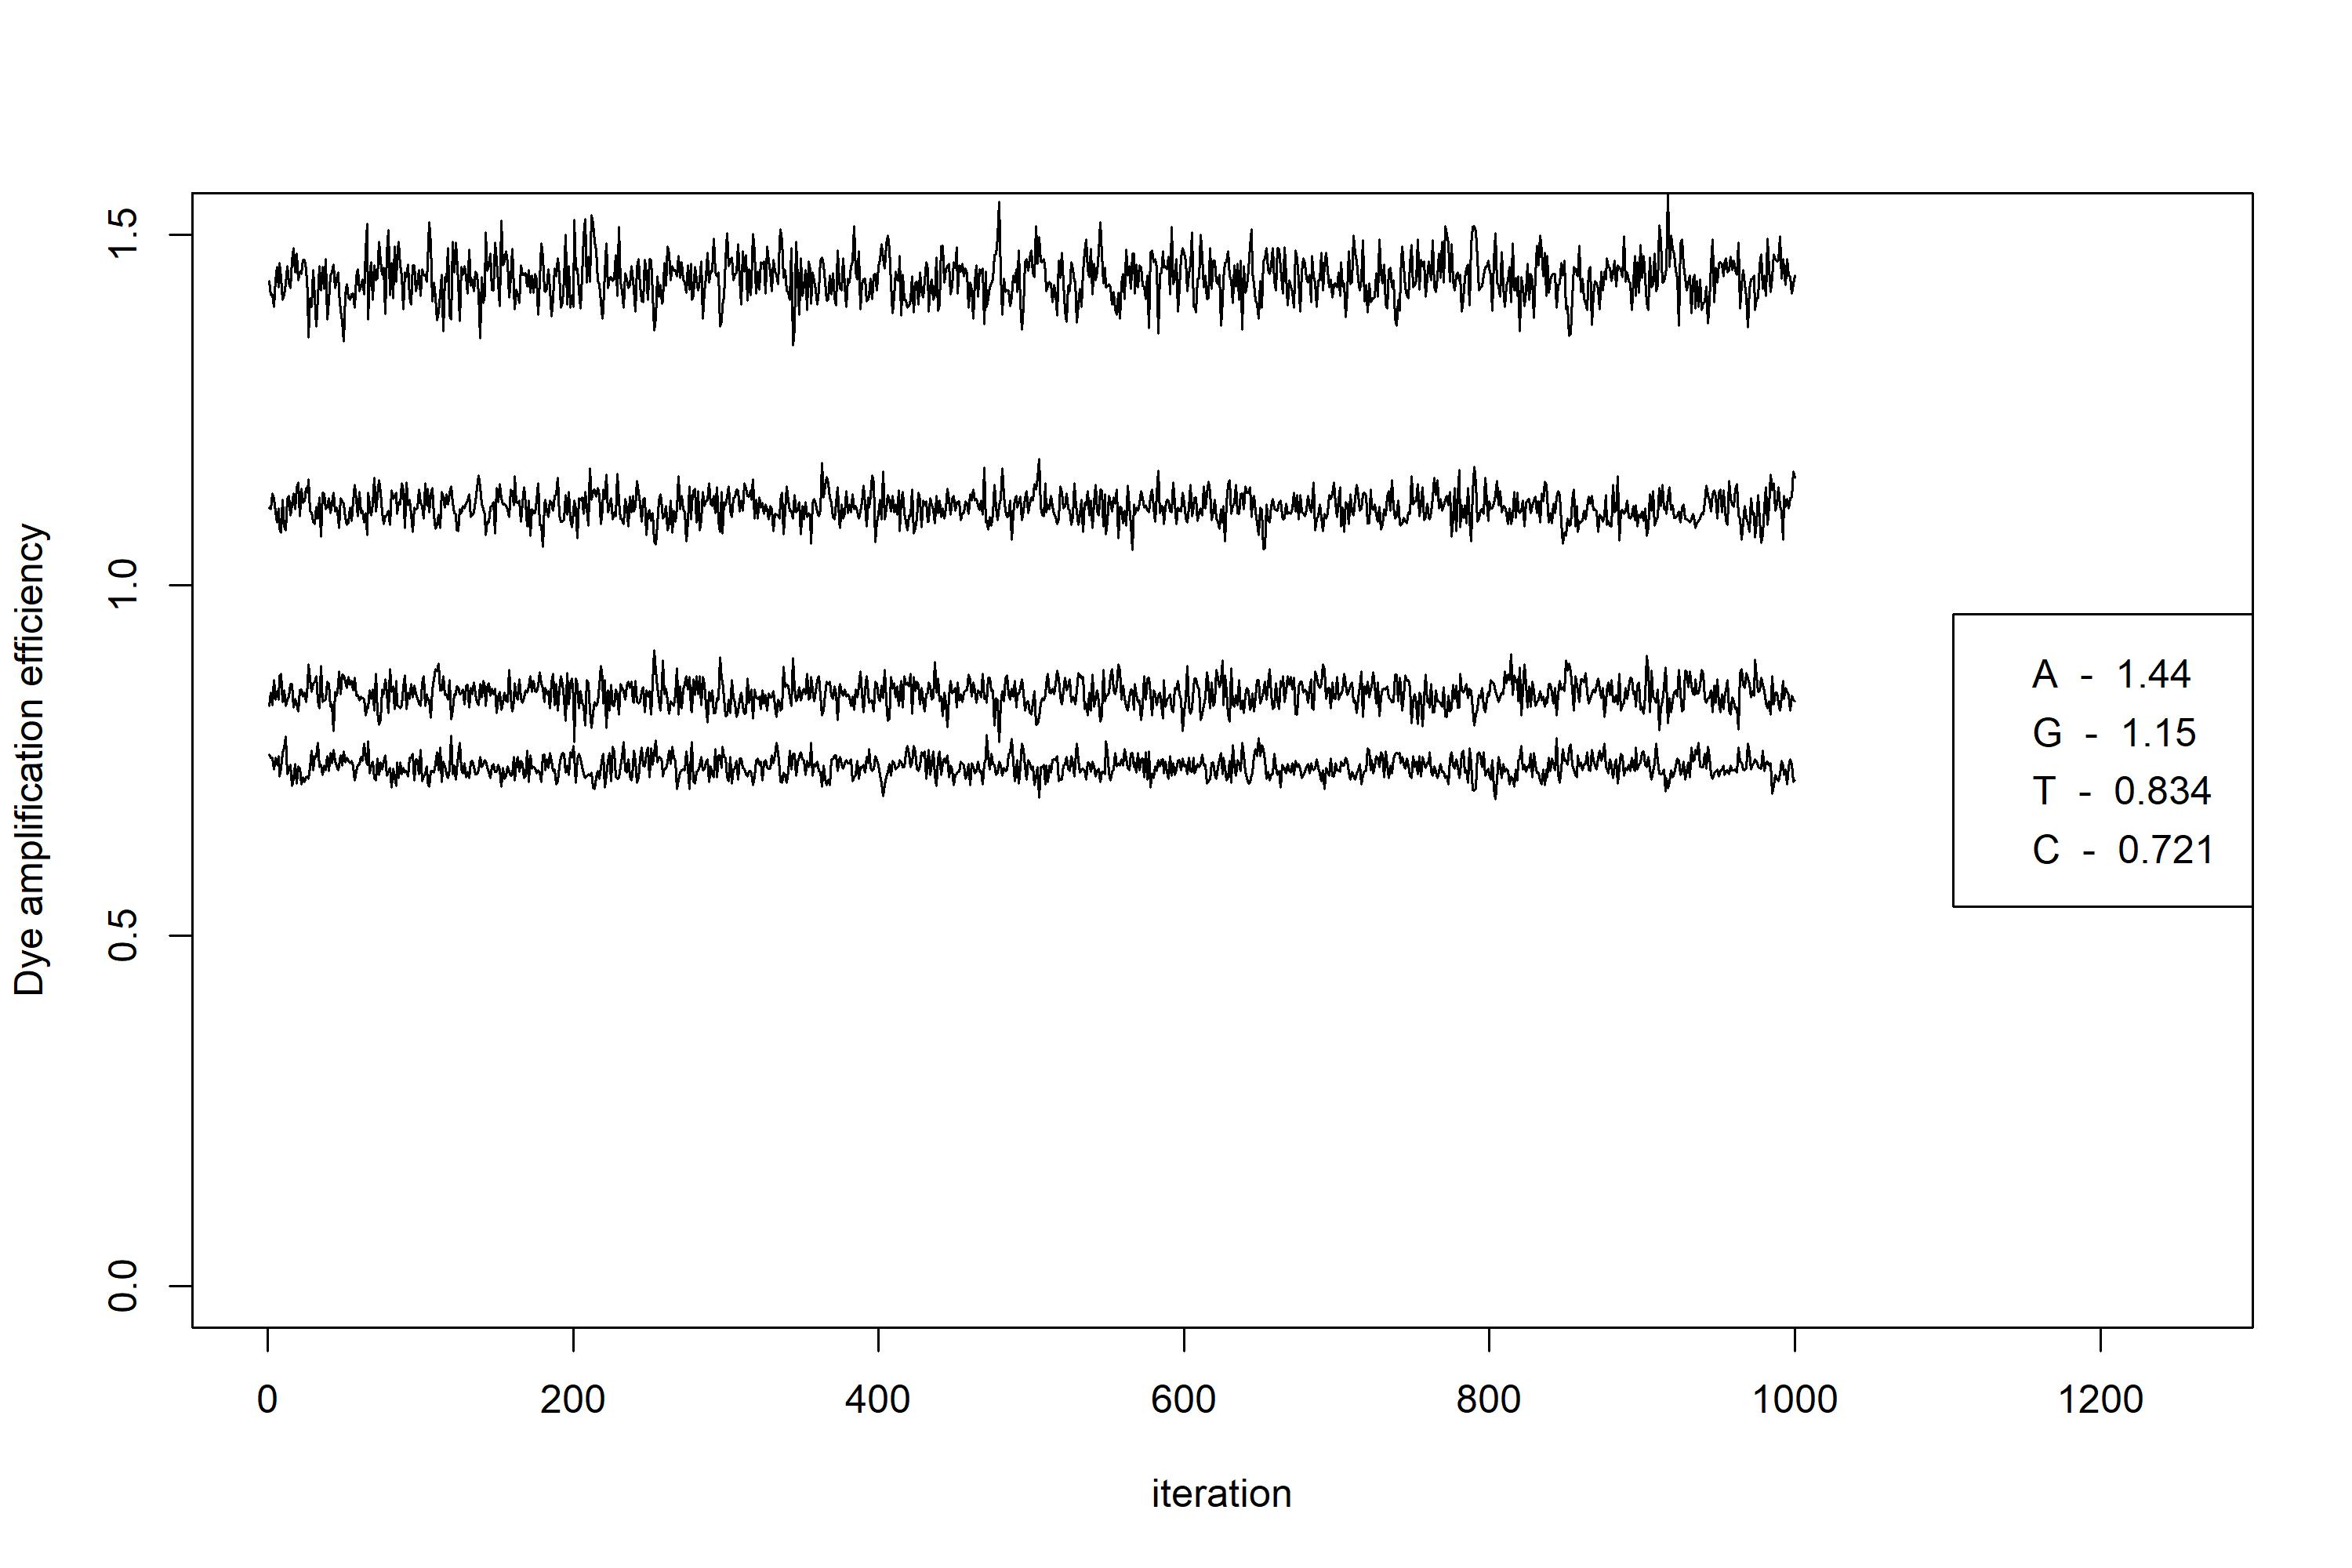 Dye amplification efficiency
1.5
1.0
0.5
0.0
A - 1.44
G - 1.15
T - 0.834
C - 0.721
0 200 400 600 800 1000 1200
iteration